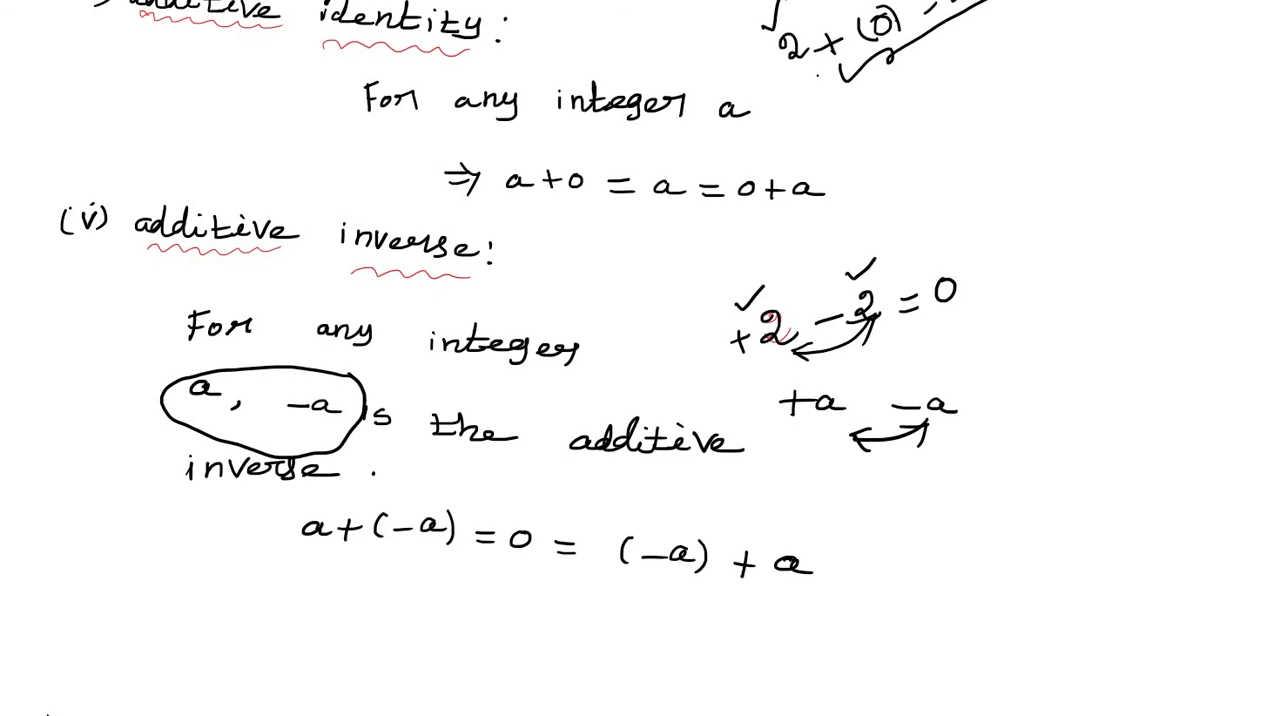 additive identity:
2 + (0)
For any integer a
⇒ a+0 = a = 0+a
(v) additive inverse:
+2, -2 = 0
For any integer
a, -a is the additive
+a -a
inverse.
a+(-a) = 0 = (-a) + a